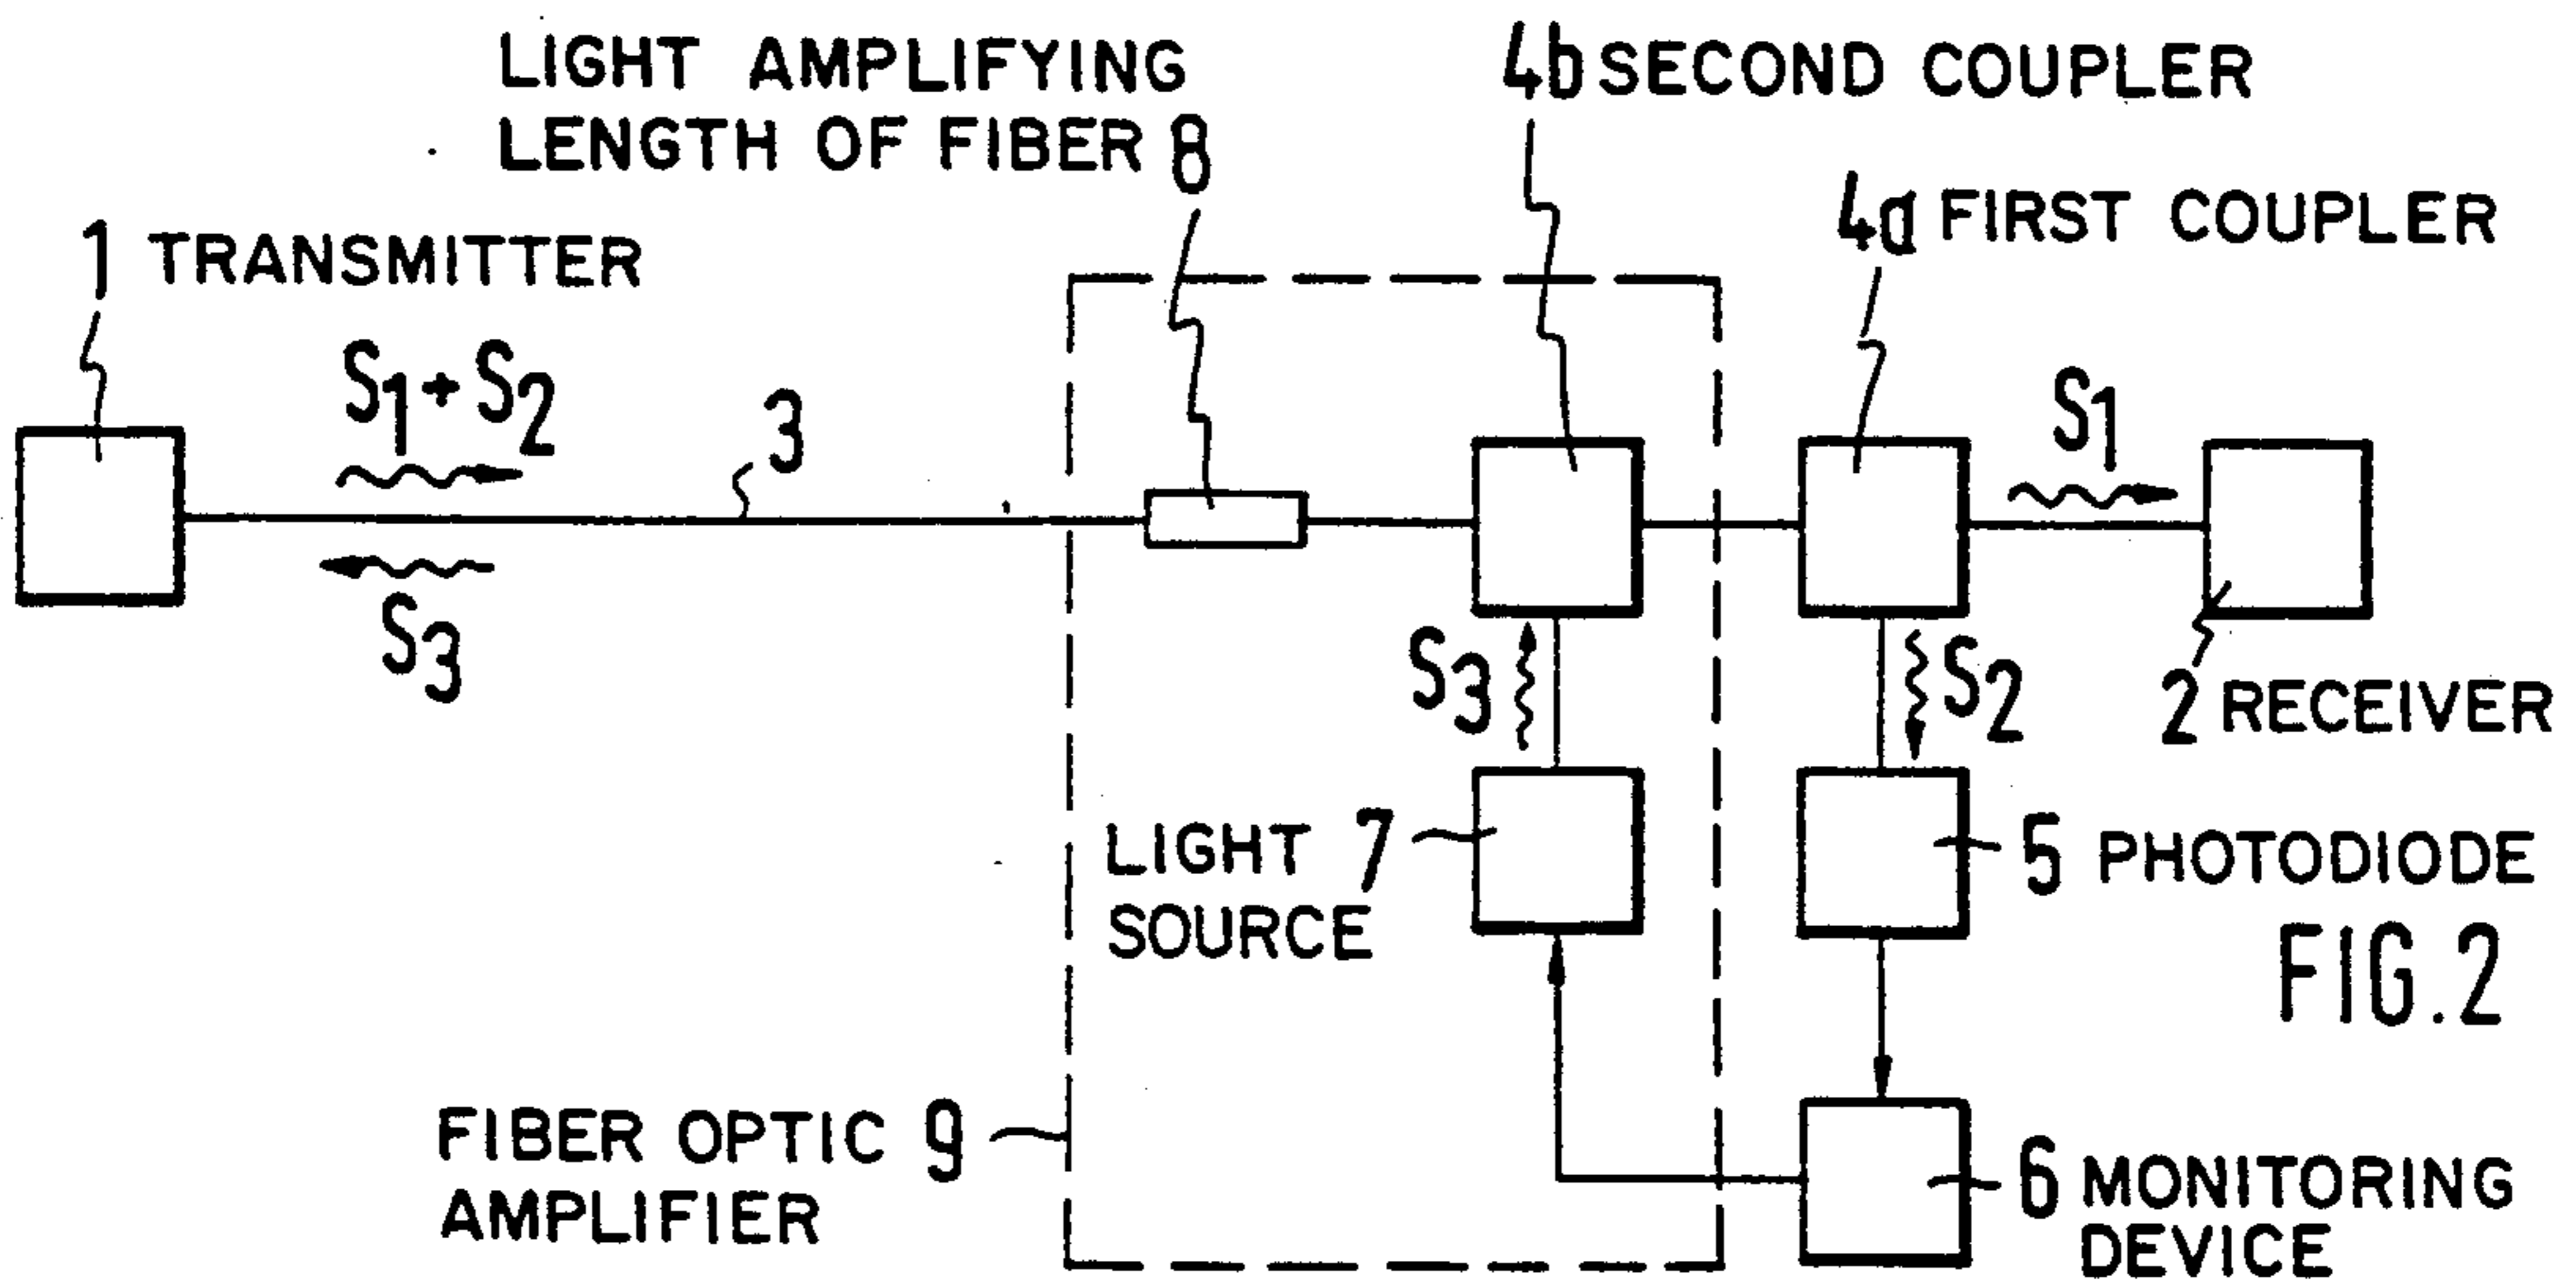 LIGHT AMPLIFYING
LENGTH OF FIBER 8
4b SECOND COUPLER
4a FIRST COUPLER
1 TRANSMITTER
S1 + S2
3
S1
S3
S3
S2
2 RECEIVER
LIGHT 7
SOURCE
5 PHOTODIODE
FIG.2
FIBER OPTIC 9
AMPLIFIER
6 MONITORING
DEVICE